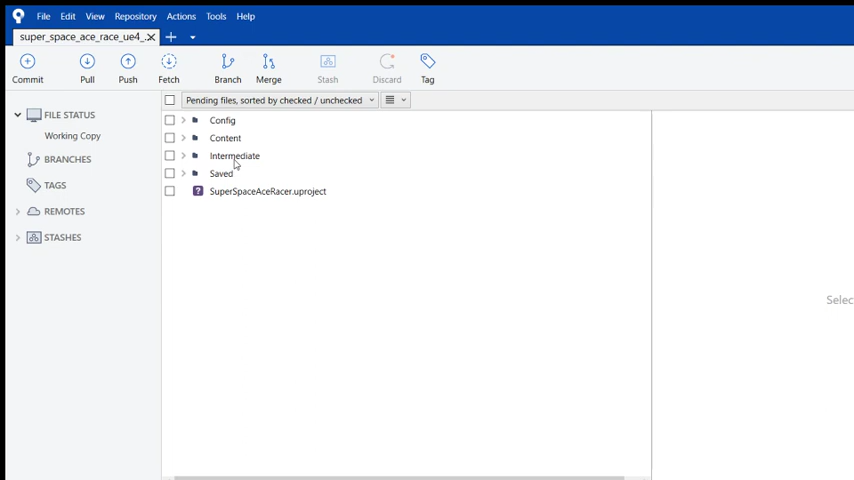 File Edit View Repository Actions Tools Help
super_space_ace_race_ue4_...
Commit Pull Push Fetch Branch Merge Stash Discard Tag
Pending files, sorted by checked / unchecked
FILE STATUS
Working Copy
BRANCHES
TAGS
REMOTES
STASHES
Config
Content
Intermediate
Saved
? SuperSpaceAceRacer.uproject
Selec